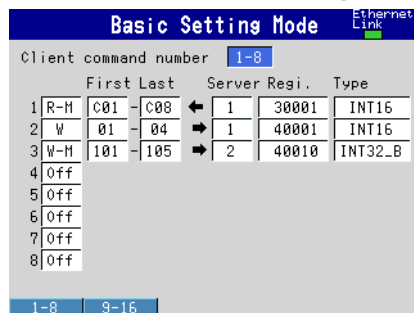 Basic Setting Mode
Ethernet
Link
Client command number 1-8
First Last Server Regi. Type
1 R-M C01 - C08 ← 1 30001 INT16
2 W 01 - 04 → 1 40001 INT16
3 W-M 101 - 105 → 2 40010 INT32_B
4 Off
5 Off
6 Off
7 Off
8 Off
1-8 9-16